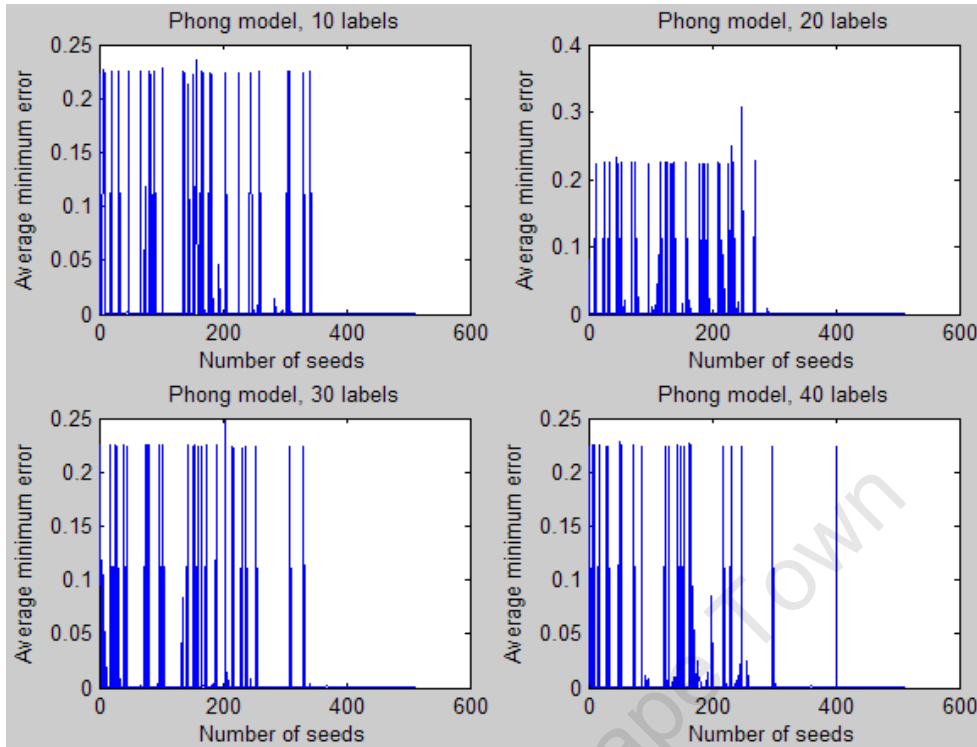 Phong model, 10 labels
0.25
0.2
0.15
0.1
0.05
0
Average minimum error
0 200 400 600
Number of seeds
Phong model, 20 labels
0.4
0.3
0.2
0.1
0
Average minimum error
0 200 400 600
Number of seeds
Phong model, 30 labels
0.25
0.2
0.15
0.1
0.05
0
Average minimum error
0 200 400 600
Number of seeds
Phong model, 40 labels
0.25
0.2
0.15
0.1
0.05
0
Average minimum error
0 200 400 600
Number of seeds
Town